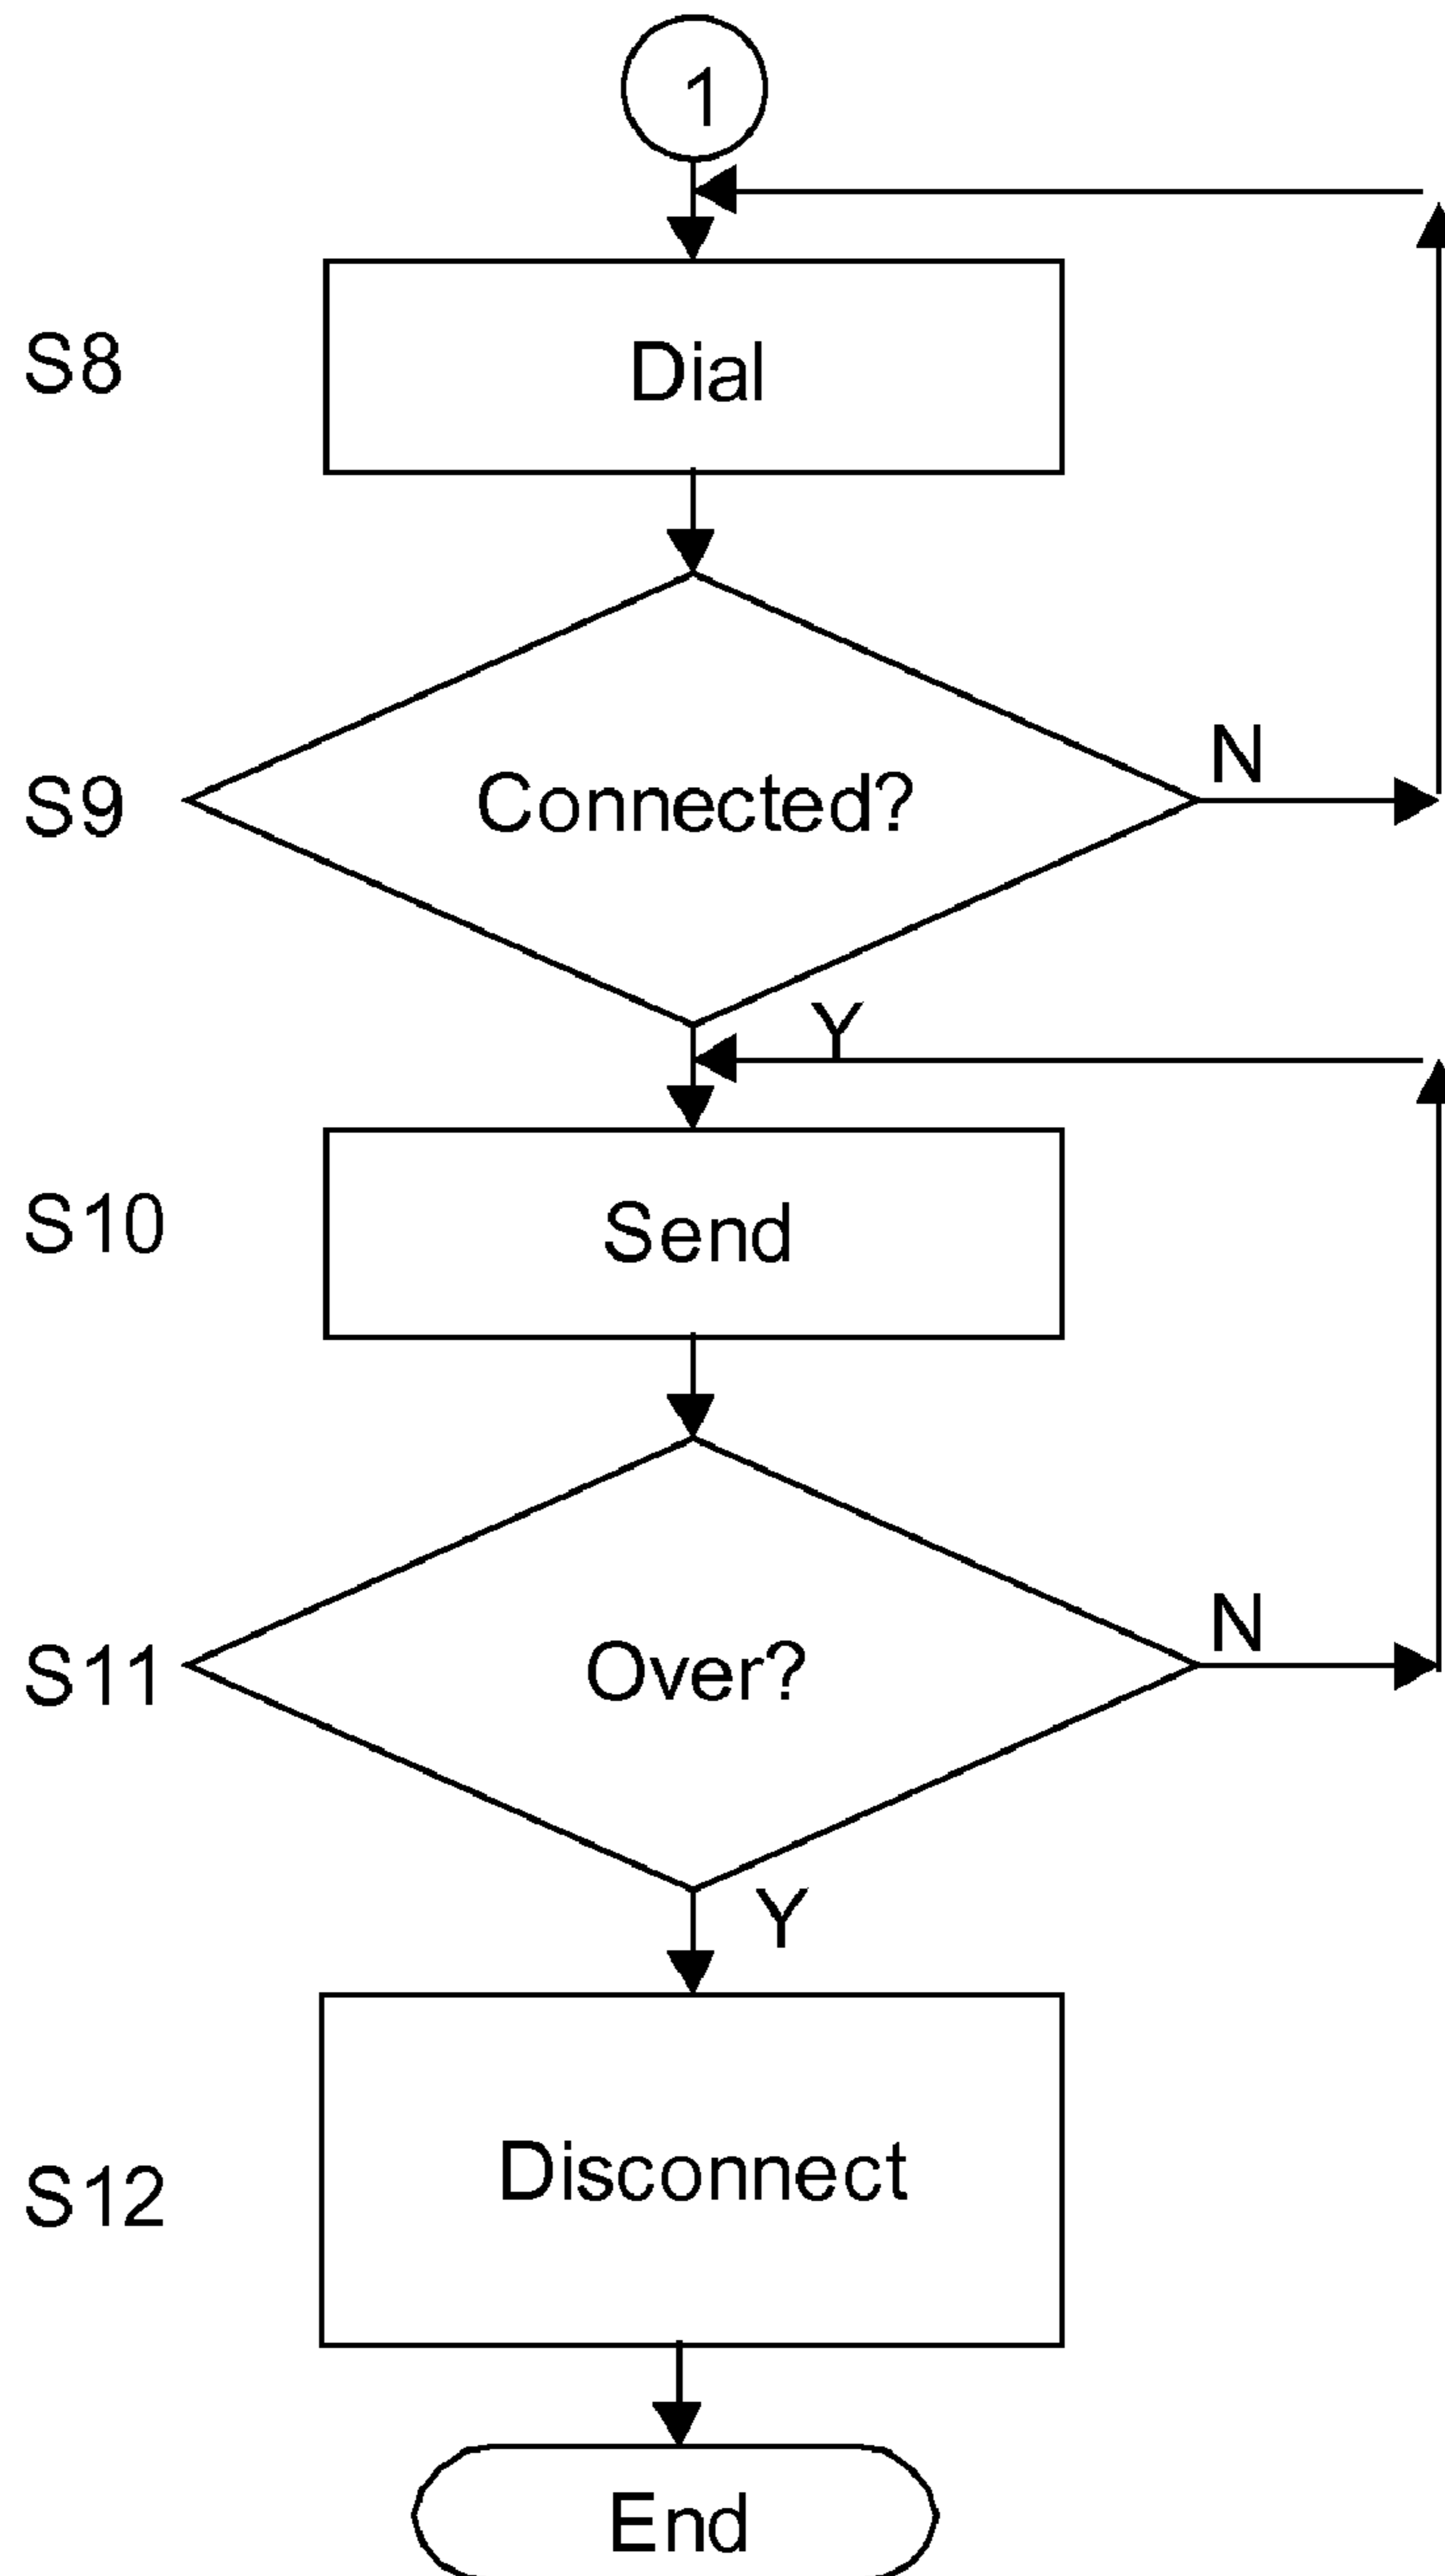 1
S8
Dial
S9
Connected?
N
Y
S10
Send
S11
Over?
N
Y
S12
Disconnect
End